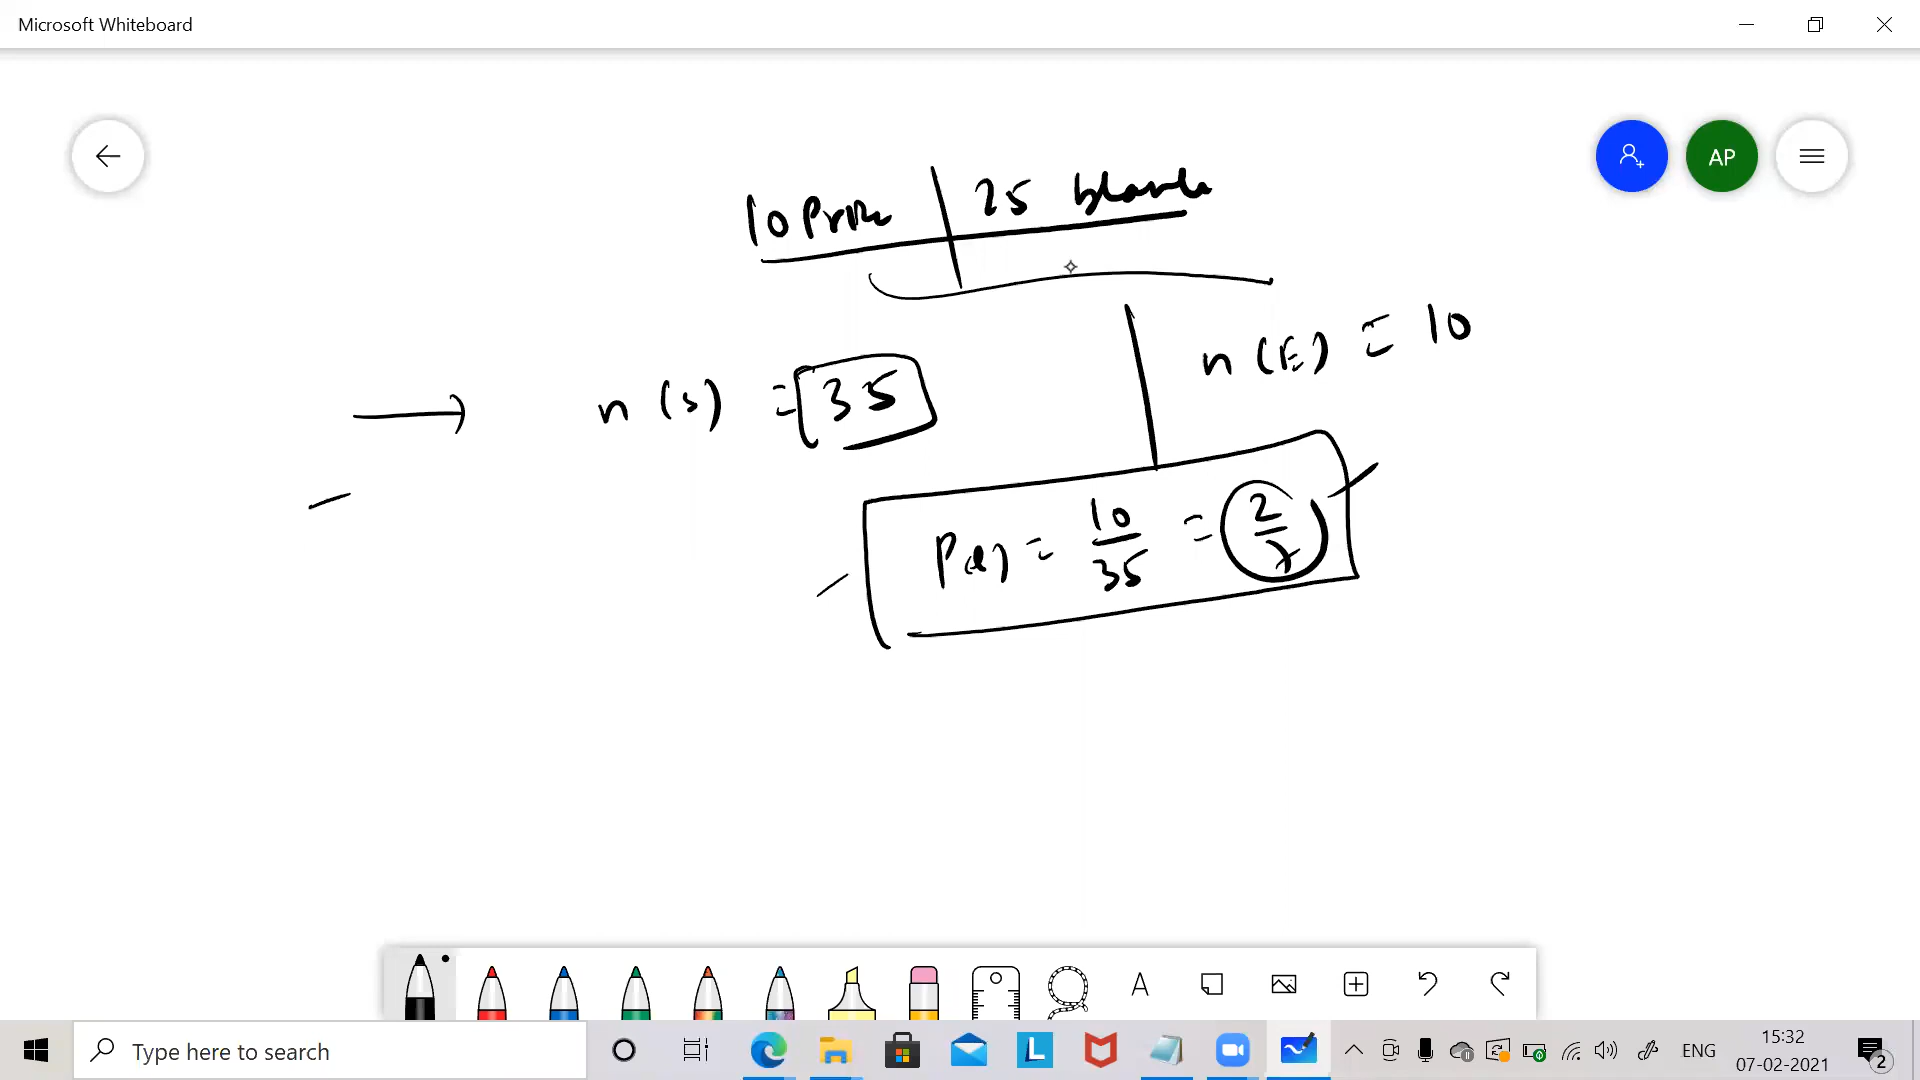 Microsoft Whiteboard
AP
10 Prize | 25 blanks
n(s) = 35
n(E) = 10
P(E) = 10/35 = 2/7
A
Type here to search
L
ENG
15:32
07-02-2021
2